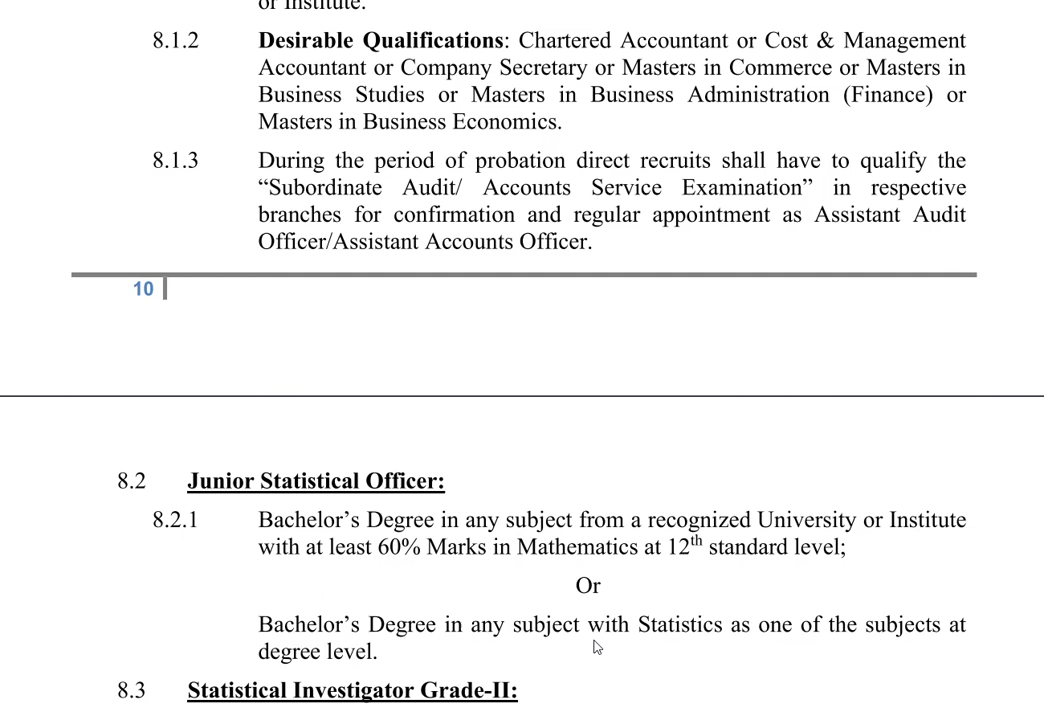 or Institute.
8.1.2 Desirable Qualifications: Chartered Accountant or Cost & Management
Accountant or Company Secretary or Masters in Commerce or Masters in
Business Studies or Masters in Business Administration (Finance) or
Masters in Business Economics.
8.1.3 During the period of probation direct recruits shall have to qualify the
“Subordinate Audit/ Accounts Service Examination” in respective
branches for confirmation and regular appointment as Assistant Audit
Officer/Assistant Accounts Officer.
10
8.2 Junior Statistical Officer:
8.2.1 Bachelor’s Degree in any subject from a recognized University or Institute
with at least 60% Marks in Mathematics at 12th standard level;
Or
Bachelor’s Degree in any subject with Statistics as one of the subjects at
degree level.
8.3 Statistical Investigator Grade-II: